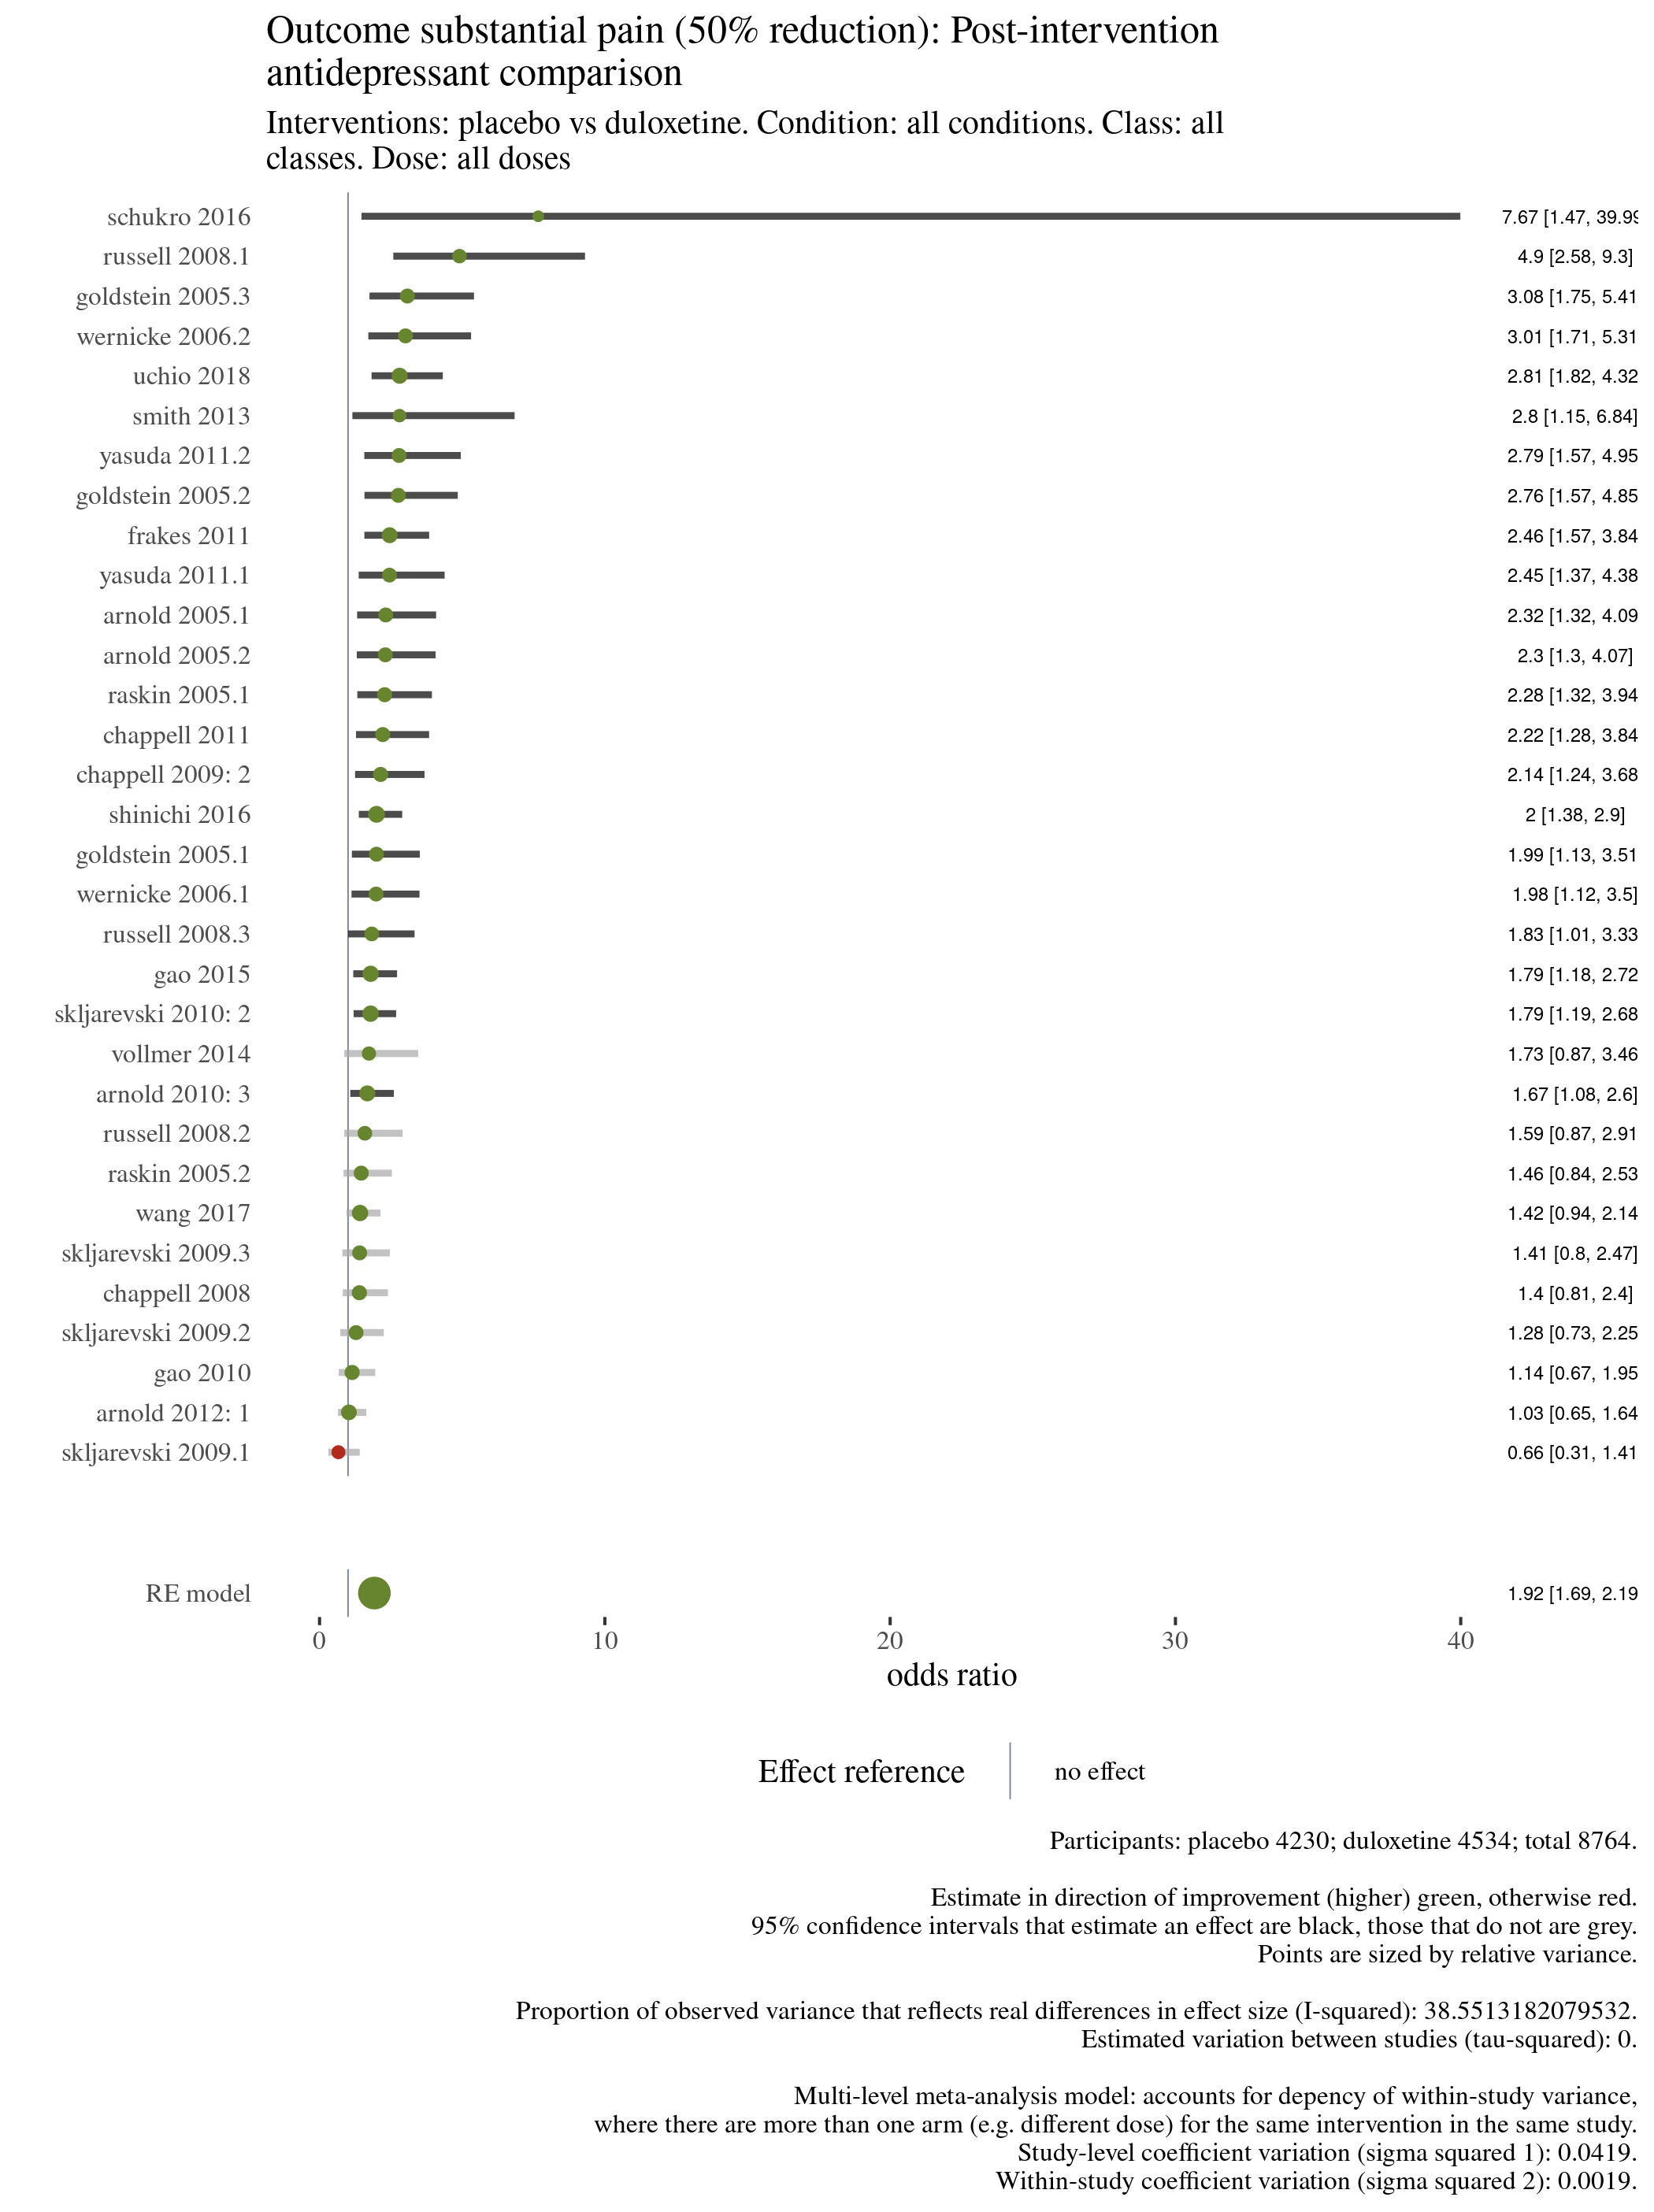 Outcome substantial pain (50% reduction): Post-intervention
antidepressant comparison
Interventions: placebo vs duloxetine. Condition: all conditions. Class: all
classes. Dose: all doses
schukro 2016 7.67 [1.47, 39.99
russell 2008.1 4.9 [2.58, 9.3]
goldstein 2005.3 3.08 [1.75, 5.41
wernicke 2006.2 3.01 [1.71, 5.31
uchio 2018 2.81 [1.82, 4.32
smith 2013 2.8 [1.15, 6.84]
yasuda 2011.2 2.79 [1.57, 4.95
goldstein 2005.2 2.76 [1.57, 4.85
frakes 2011 2.46 [1.57, 3.84
yasuda 2011.1 2.45 [1.37, 4.38
arnold 2005.1 2.32 [1.32, 4.09
arnold 2005.2 2.3 [1.3, 4.07]
raskin 2005.1 2.28 [1.32, 3.94
chappell 2011 2.22 [1.28, 3.84
chappell 2009: 2 2.14 [1.24, 3.68
shinichi 2016 2 [1.38, 2.9]
goldstein 2005.1 1.99 [1.13, 3.51
wernicke 2006.1 1.98 [1.12, 3.5]
russell 2008.3 1.83 [1.01, 3.33
gao 2015 1.79 [1.18, 2.72
skljarevski 2010: 2 1.79 [1.19, 2.68
vollmer 2014 1.73 [0.87, 3.46
arnold 2010: 3 1.67 [1.08, 2.6]
russell 2008.2 1.59 [0.87, 2.91
raskin 2005.2 1.46 [0.84, 2.53
wang 2017 1.42 [0.94, 2.14
skljarevski 2009.3 1.41 [0.8, 2.47]
chappell 2008 1.4 [0.81, 2.4]
skljarevski 2009.2 1.28 [0.73, 2.25
gao 2010 1.14 [0.67, 1.95
arnold 2012: 1 1.03 [0.65, 1.64
skljarevski 2009.1 0.66 [0.31, 1.41
RE model 1.92 [1.69, 2.19
0 10 20 30 40
odds ratio
Effect reference no effect
Participants: placebo 4230; duloxetine 4534; total 8764.
Estimate in direction of improvement (higher) green, otherwise red.
95% confidence intervals that estimate an effect are black, those that do not are grey.
Points are sized by relative variance.
Proportion of observed variance that reflects real differences in effect size (I-squared): 38.5513182079532.
Estimated variation between studies (tau-squared): 0.
Multi-level meta-analysis model: accounts for depency of within-study variance,
where there are more than one arm (e.g. different dose) for the same intervention in the same study.
Study-level coefficient variation (sigma squared 1): 0.0419.
Within-study coefficient variation (sigma squared 2): 0.0019.